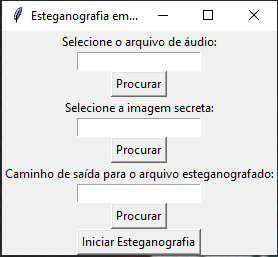 Esteganografia em...
Selecione o arquivo de áudio:
Procurar
Selecione a imagem secreta:
Procurar
Caminho de saída para o arquivo esteganografado:
Procurar
Iniciar Esteganografia